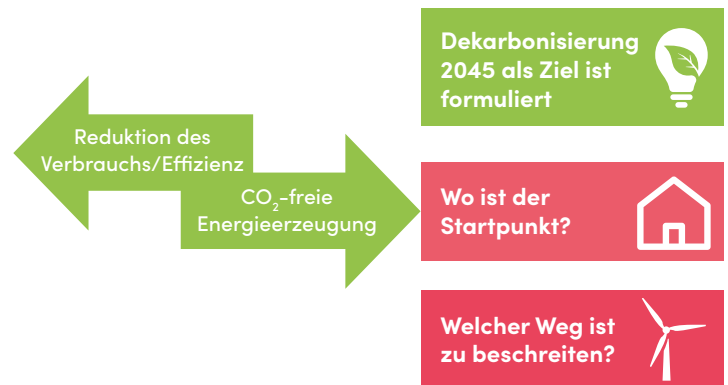 Dekarbonisierung
2045 als Ziel ist
formuliert
Reduktion des
Verbrauchs/Effizienz
CO₂-freie
Energieerzeugung
Wo ist der
Startpunkt?
Welcher Weg ist
zu beschreiten?